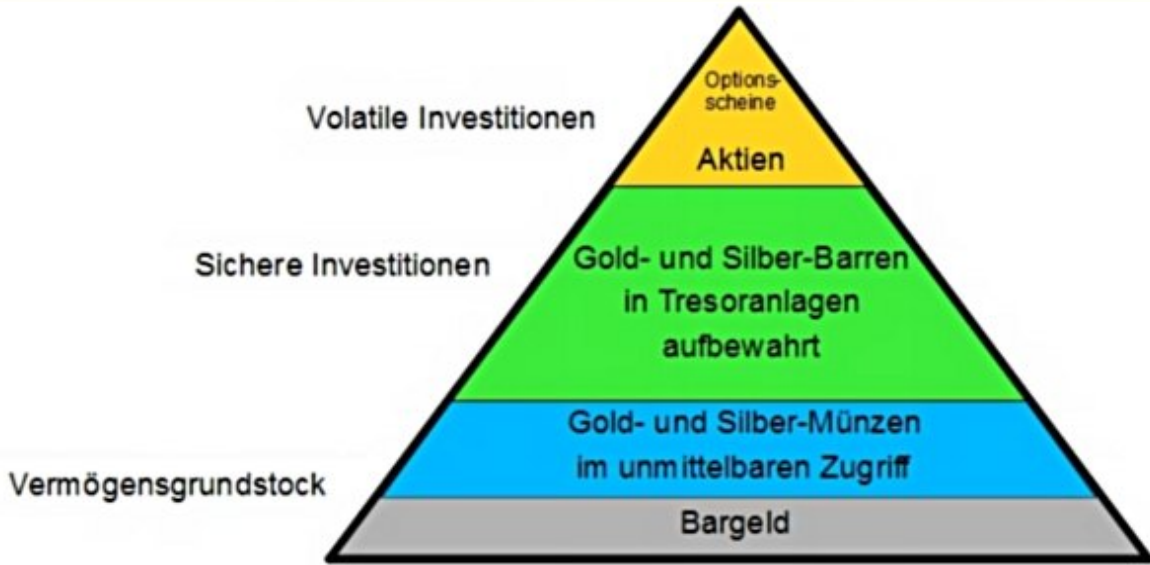 Options-
scheine
Volatile Investitionen
Aktien
Sichere Investitionen
Gold- und Silber-Barren
in Tresoranlagen
aufbewahrt
Gold- und Silber-Münzen
im unmittelbaren Zugriff
Vermögensgrundstock
Bargeld